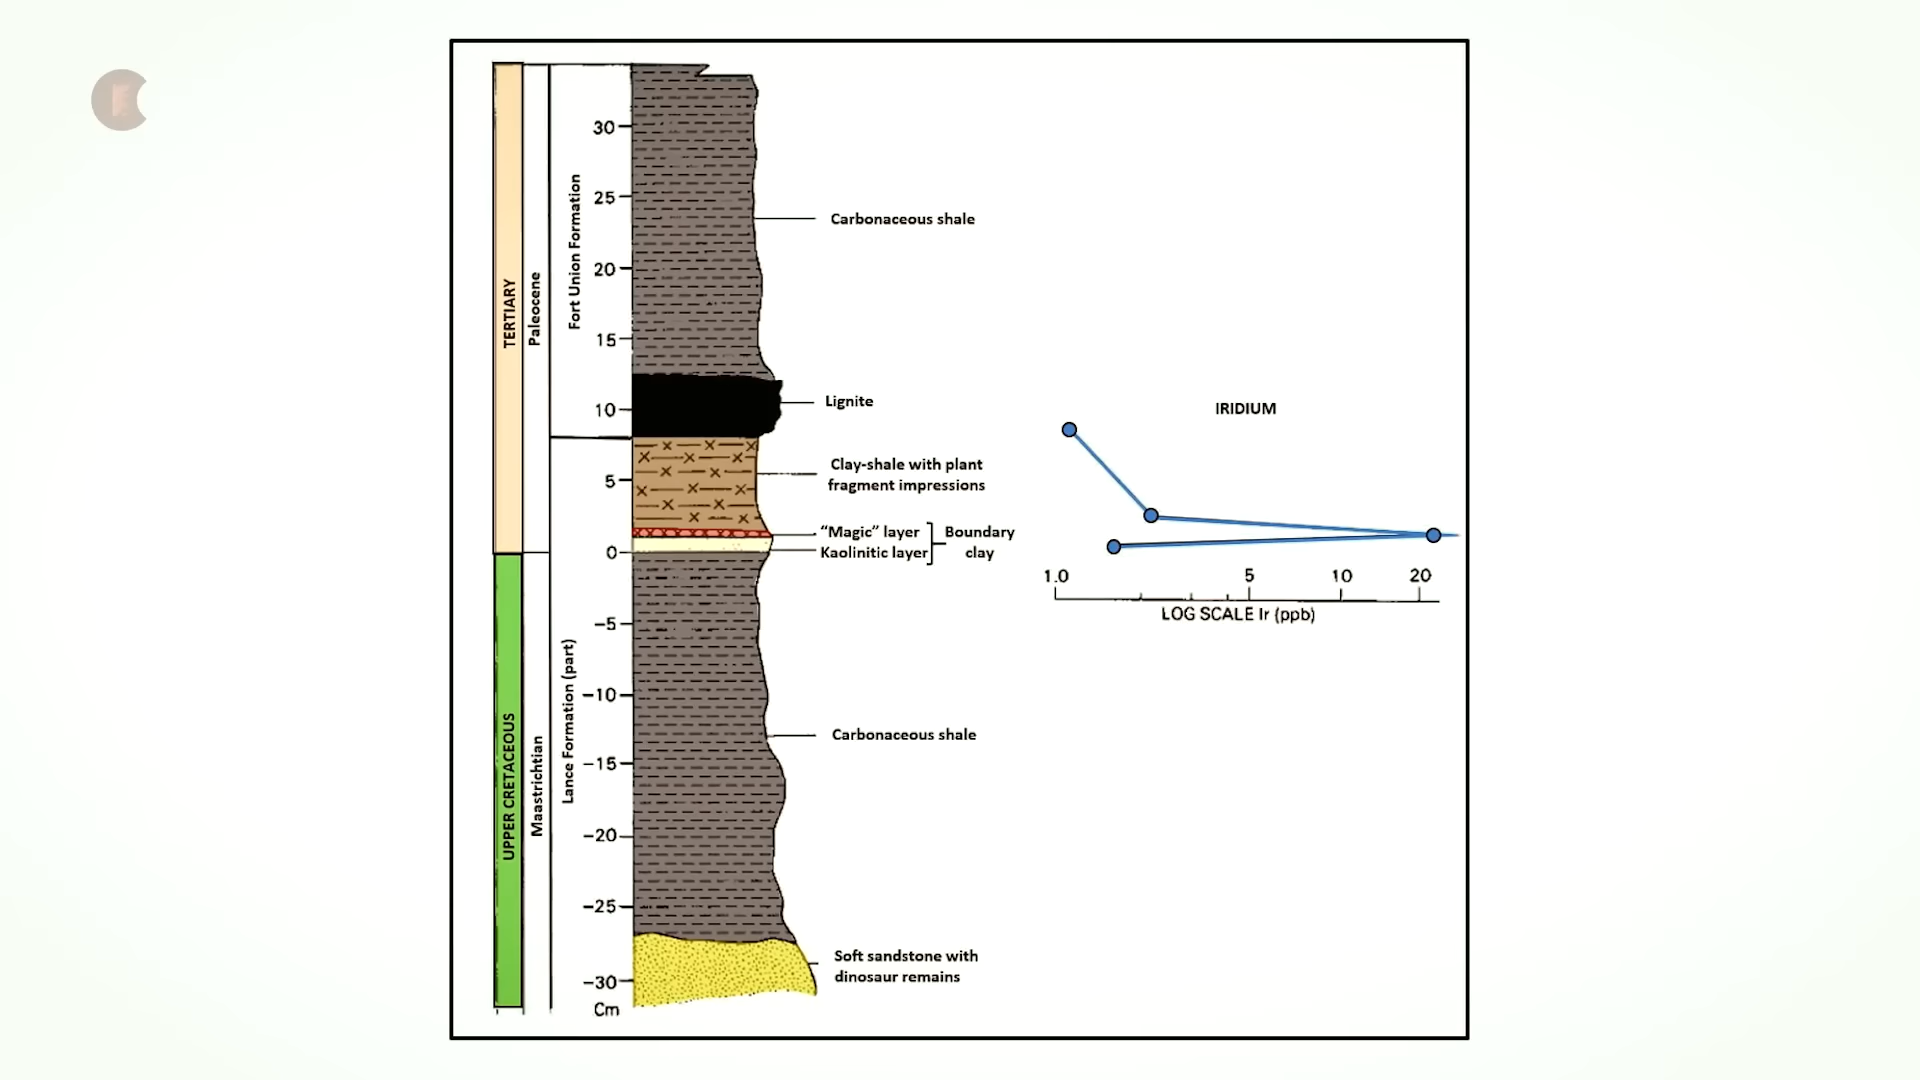 E
TERTIARY
Paleocene
Fort Union Formation
30
25
20
15
10
5
0
−5
−10
−15
−20
−25
−30
Cm
UPPER CRETACEOUS
Maastrichtian
Lance Formation (part)
Carbonaceous shale
Lignite
Clay-shale with plant
fragment impressions
“Magic” layer
Kaolinitic layer
Boundary
clay
Carbonaceous shale
Soft sandstone with
dinosaur remains
IRIDIUM
1.0 5 10 20
LOG SCALE Ir (ppb)